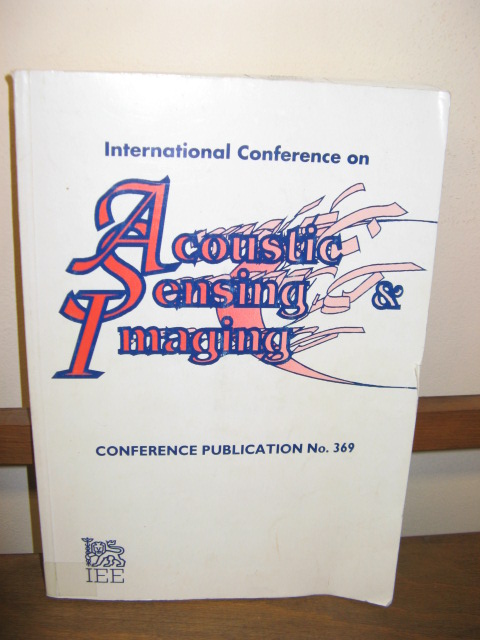 International Conference on
Acoustic
Sensing &
Imaging
CONFERENCE PUBLICATION No. 369
IEE